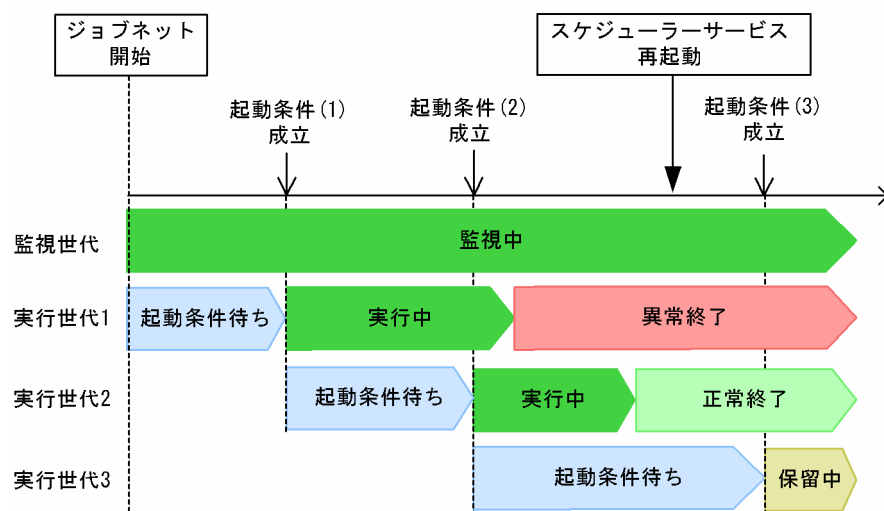 ジョブネット
開始
スケジューラーサービス
再起動
起動条件(1)
成立
起動条件(2)
成立
起動条件(3)
成立
監視世代
監視中
実行世代1
起動条件待ち
実行中
異常終了
実行世代2
起動条件待ち
実行中
正常終了
実行世代3
起動条件待ち
保留中